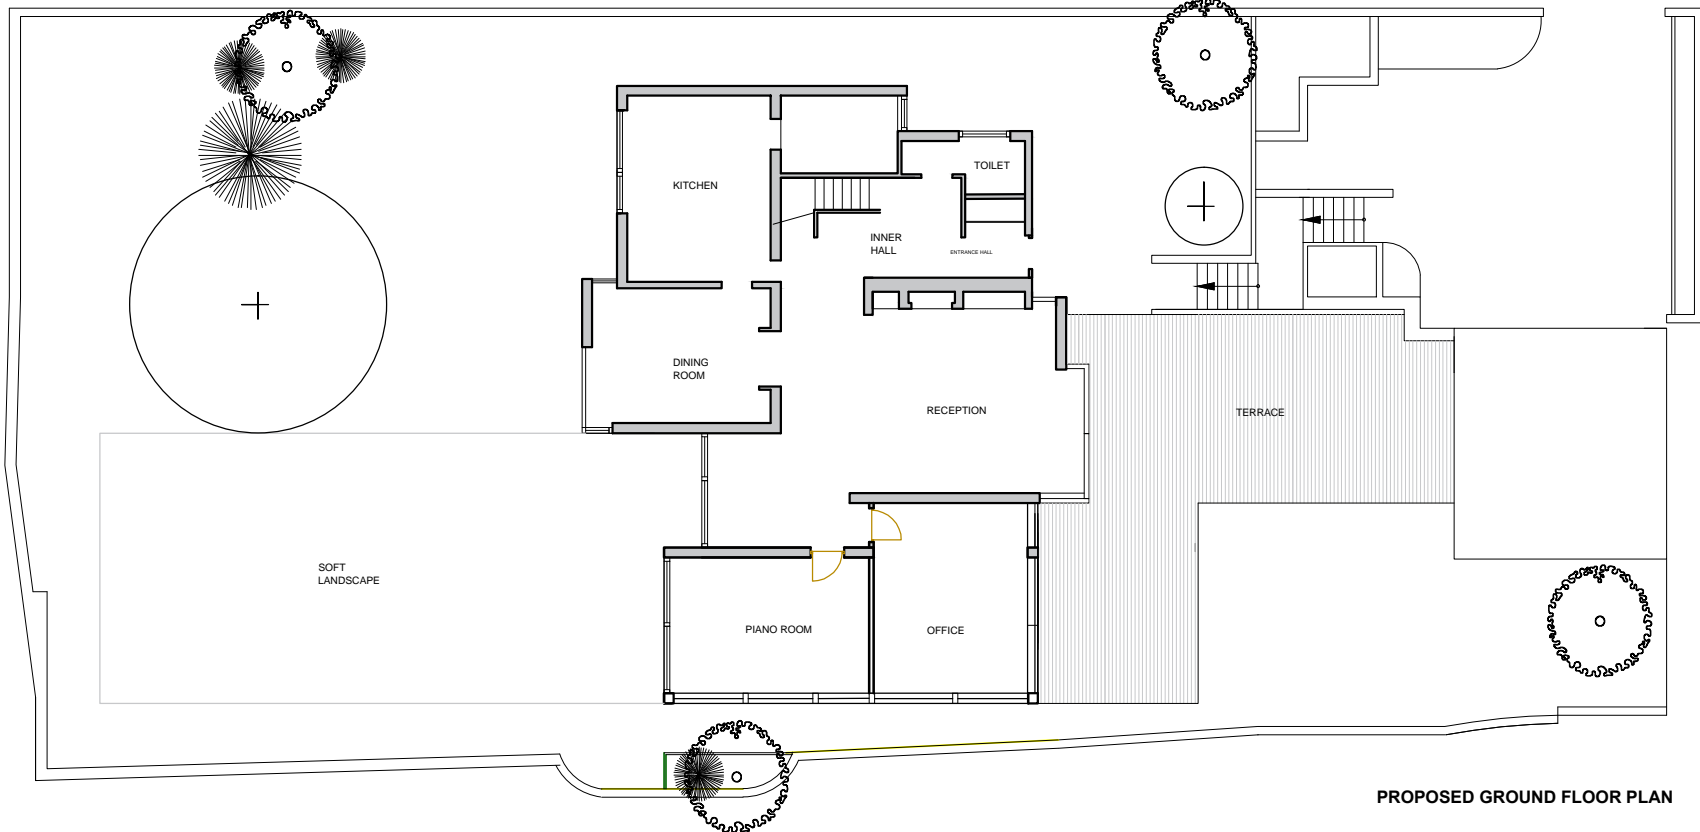 TOILET
KITCHEN
INNER
HALL
ENTRANCE HALL
DINING
ROOM
RECEPTION
TERRACE
SOFT
LANDSCAPE
PIANO ROOM
OFFICE
PROPOSED GROUND FLOOR PLAN